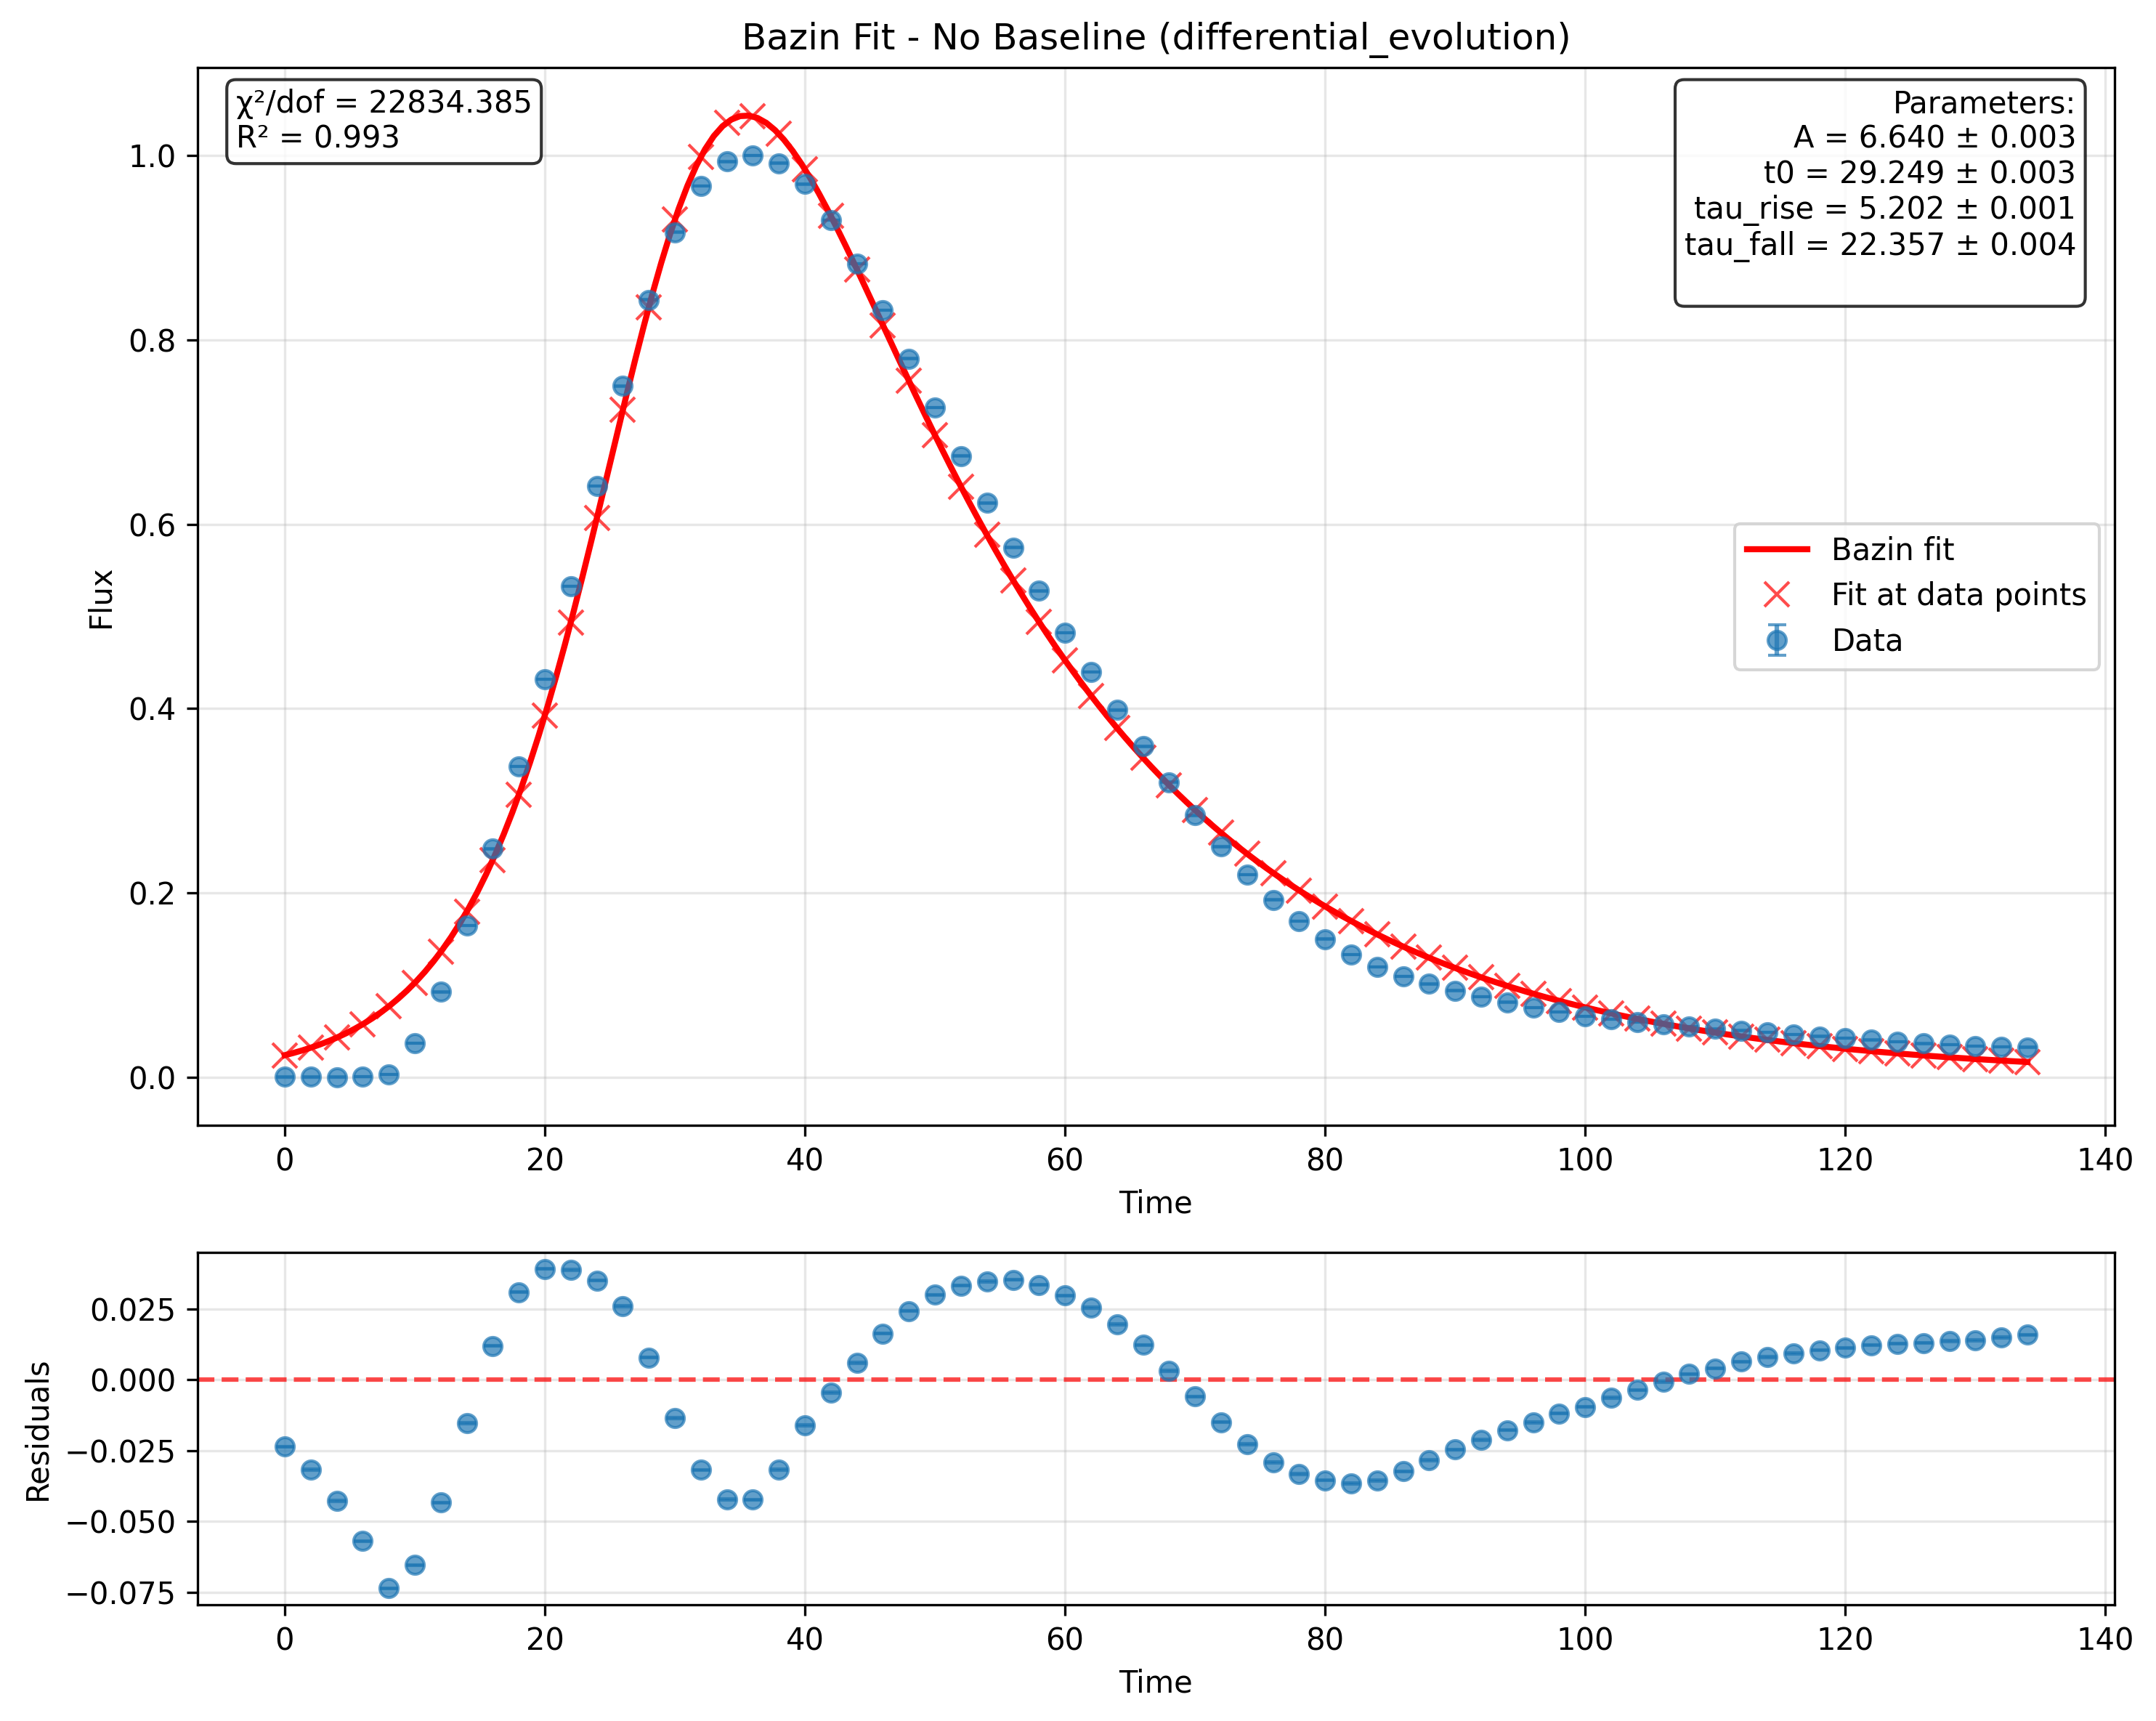 Bazin Fit - No Baseline (differential_evolution)
χ²/dof = 22834.385
R² = 0.993
Parameters:
A = 6.640 ± 0.003
t0 = 29.249 ± 0.003
tau_rise = 5.202 ± 0.001
tau_fall = 22.357 ± 0.004
Flux
1.0
0.8
0.6
0.4
0.2
0.0
Bazin fit
Fit at data points
Data
0 20 40 60 80 100 120 140
Time
Residuals
0.025
0.000
−0.025
−0.050
−0.075
0 20 40 60 80 100 120 140
Time